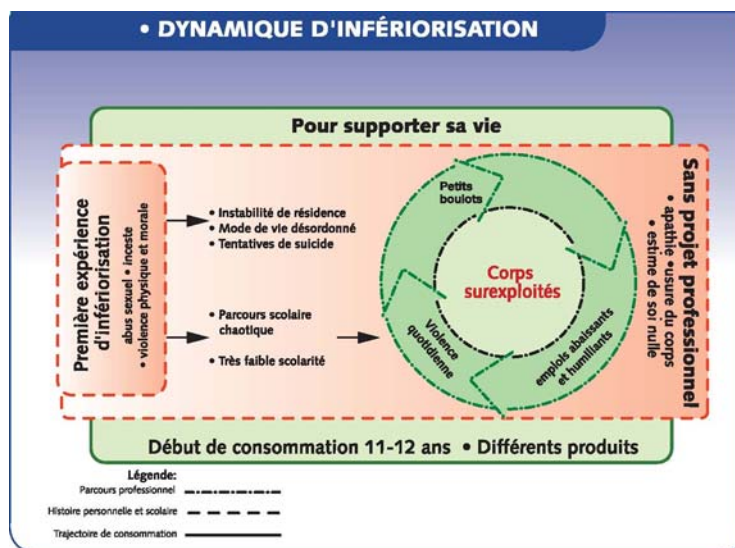 • DYNAMIQUE D'INFÉRIORISATION
Pour supporter sa vie
Première expérience
d'infériorisation
abus sexuel • inceste
• violence physique et morale
• Instabilité de résidence
• Mode de vie désordonné
• Tentatives de suicide
• Parcours scolaire
chaotique
• Très faible scolarité
Petits
boulots
Corps
surexploités
Violence
quotidienne
emplois abaissants
et humiliants
Sans projet professionnel
• apathie • usure du corps
• estime de soi nulle
Début de consommation 11-12 ans • Différents produits
Légende:
Parcours professionnel
Histoire personnelle et scolaire
Trajectoire de consommation